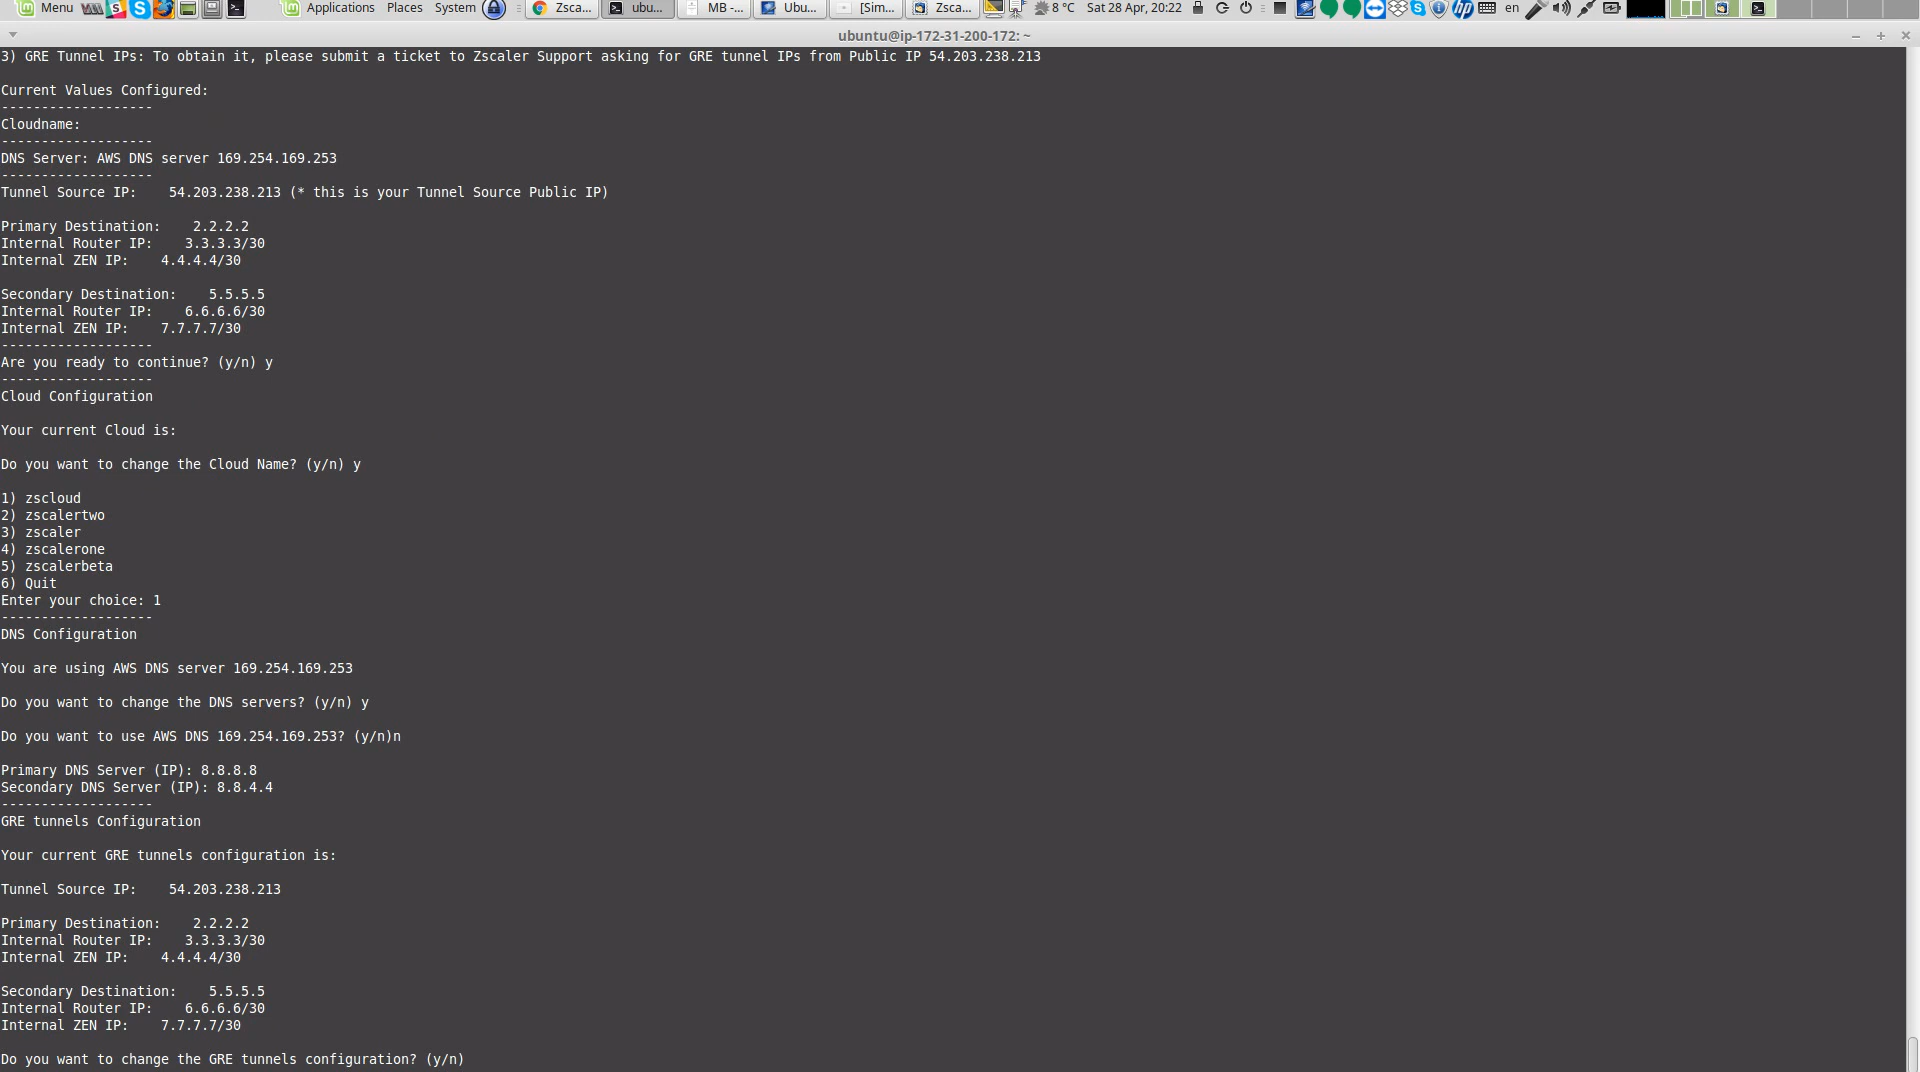 Menu
Applications Places System
Zsca...
ubu...
MB -...
Ubu...
[Sim...
Zsca...
8 °C Sat 28 Apr, 20:22
en
ubuntu@ip-172-31-200-172: ~
3) GRE Tunnel IPs: To obtain it, please submit a ticket to Zscaler Support asking for GRE tunnel IPs from Public IP 54.203.238.213
Current Values Configured:
-------------------
Cloudname:
-------------------
DNS Server: AWS DNS server 169.254.169.253
-------------------
Tunnel Source IP:    54.203.238.213 (* this is your Tunnel Source Public IP)
Primary Destination:    2.2.2.2
Internal Router IP:    3.3.3.3/30
Internal ZEN IP:    4.4.4.4/30
Secondary Destination:    5.5.5.5
Internal Router IP:    6.6.6.6/30
Internal ZEN IP:    7.7.7.7/30
-------------------
Are you ready to continue? (y/n) y
-------------------
Cloud Configuration
Your current Cloud is:
Do you want to change the Cloud Name? (y/n) y
1) zscloud
2) zscalertwo
3) zscaler
4) zscalerone
5) zscalerbeta
6) Quit
Enter your choice: 1
-------------------
DNS Configuration
You are using AWS DNS server 169.254.169.253
Do you want to change the DNS servers? (y/n) y
Do you want to use AWS DNS 169.254.169.253? (y/n)n
Primary DNS Server (IP): 8.8.8.8
Secondary DNS Server (IP): 8.8.4.4
-------------------
GRE tunnels Configuration
Your current GRE tunnels configuration is:
Tunnel Source IP:    54.203.238.213
Primary Destination:    2.2.2.2
Internal Router IP:    3.3.3.3/30
Internal ZEN IP:    4.4.4.4/30
Secondary Destination:    5.5.5.5
Internal Router IP:    6.6.6.6/30
Internal ZEN IP:    7.7.7.7/30
Do you want to change the GRE tunnels configuration? (y/n)